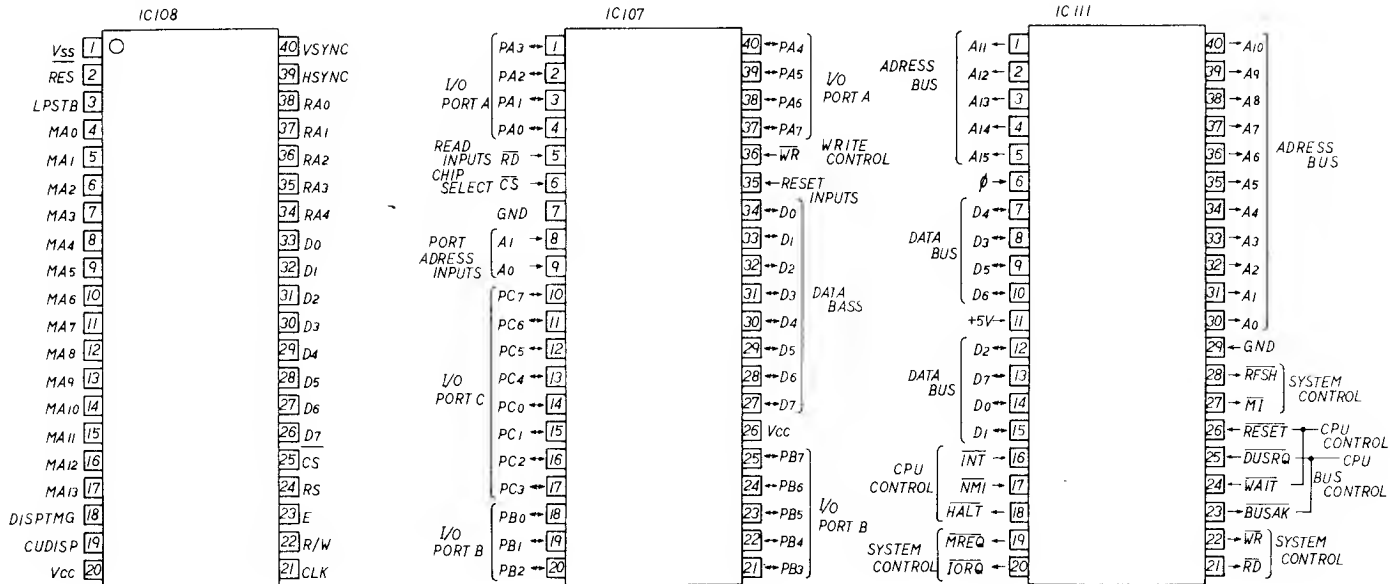 IC108
Vss 1
RES 2
LPSTB 3
MA0 4
MA1 5
MA2 6
MA3 7
MA4 8
MA5 9
MA6 10
MA7 11
MA8 12
MA9 13
MA10 14
MA11 15
MA12 16
MA13 17
DISPTMG 18
CUDISP 19
Vcc 20
40 VSYNC
39 HSYNC
38 RA0
37 RA1
36 RA2
35 RA3
34 RA4
33 D0
32 D1
31 D2
30 D3
29 D4
28 D5
27 D6
26 D7
25 CS
24 RS
23 E
22 R/W
21 CLK
IC107
I/O
PORT A
PA3 ↔ 1
PA2 ↔ 2
PA1 ↔ 3
PA0 ↔ 4
READ
INPUTS RD → 5
CHIP
SELECT CS → 6
GND 7
PORT
ADRESS
INPUTS
A1 → 8
A0 → 9
I/O
PORT C
PC7 ↔ 10
PC6 ↔ 11
PC5 ↔ 12
PC4 ↔ 13
PC0 ↔ 14
PC1 ↔ 15
PC2 ↔ 16
PC3 ↔ 17
I/O
PORT B
PB0 ↔ 18
PB1 ↔ 19
PB2 ↔ 20
40 ↔ PA4
39 ↔ PA5
38 ↔ PA6
37 ↔ PA7
I/O
PORT A
36 ← WR WRITE
CONTROL
35 ← RESET
INPUTS
34 ↔ D0
33 ↔ D1
32 ↔ D2
31 ↔ D3
30 ↔ D4
29 ↔ D5
28 ↔ D6
27 ↔ D7
DATA
BASS
26 Vcc
25 ↔ PB7
24 ↔ PB6
23 ↔ PB5
22 ↔ PB4
21 ↔ PB3
I/O
PORT B
IC111
ADRESS
BUS
A11 ← 1
A12 ← 2
A13 ← 3
A14 ← 4
A15 ← 5
ϕ → 6
DATA
BUS
D4 ↔ 7
D3 ↔ 8
D5 ↔ 9
D6 ↔ 10
+5V → 11
DATA
BUS
D2 ↔ 12
D7 ↔ 13
D0 ↔ 14
D1 ↔ 15
CPU
CONTROL
INT → 16
NMI → 17
HALT ← 18
SYSTEM
CONTROL
MREQ ← 19
IORQ ← 20
40 → A10
39 → A9
38 → A8
37 → A7
36 → A6
35 → A5
34 → A4
33 → A3
32 → A2
31 → A1
30 → A0
ADRESS
BUS
29 ← GND
28 → RFSH
27 → MI
SYSTEM
CONTROL
26 ← RESET
CPU
CONTROL
25 ← DUSRQ
CPU
BUS
CONTROL
24 ← WAIT
23 → BUSAK
22 → WR
21 → RD
SYSTEM
CONTROL